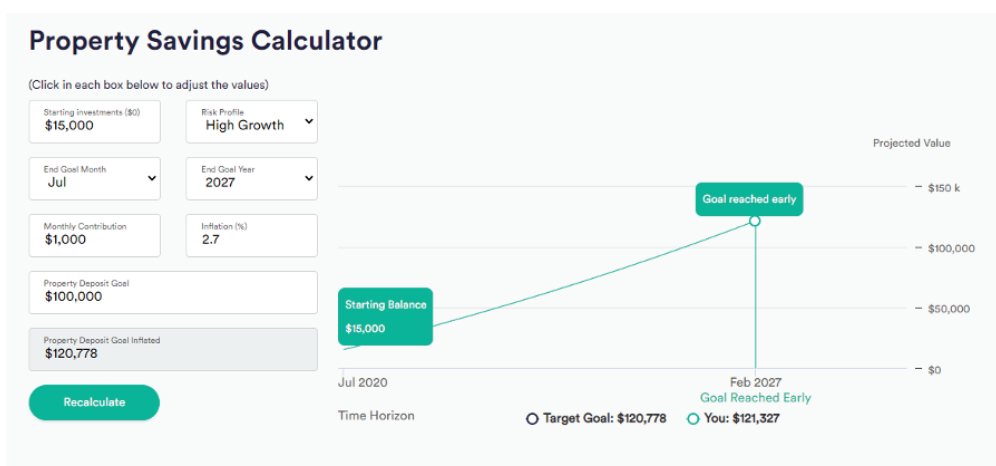 Property Savings Calculator
(Click in each box below to adjust the values)
Starting investments ($0)
$15,000
Risk Profile
High Growth
End Goal Month
Jul
End Goal Year
2027
Monthly Contribution
$1,000
Inflation (%)
2.7
Property Deposit Goal
$100,000
Property Deposit Goal Inflated
$120,778
Recalculate
Projected Value
$150 k
$100,000
$50,000
$0
Goal reached early
Starting Balance
$15,000
Jul 2020
Feb 2027
Goal Reached Early
Time Horizon
Target Goal: $120,778
You: $121,327